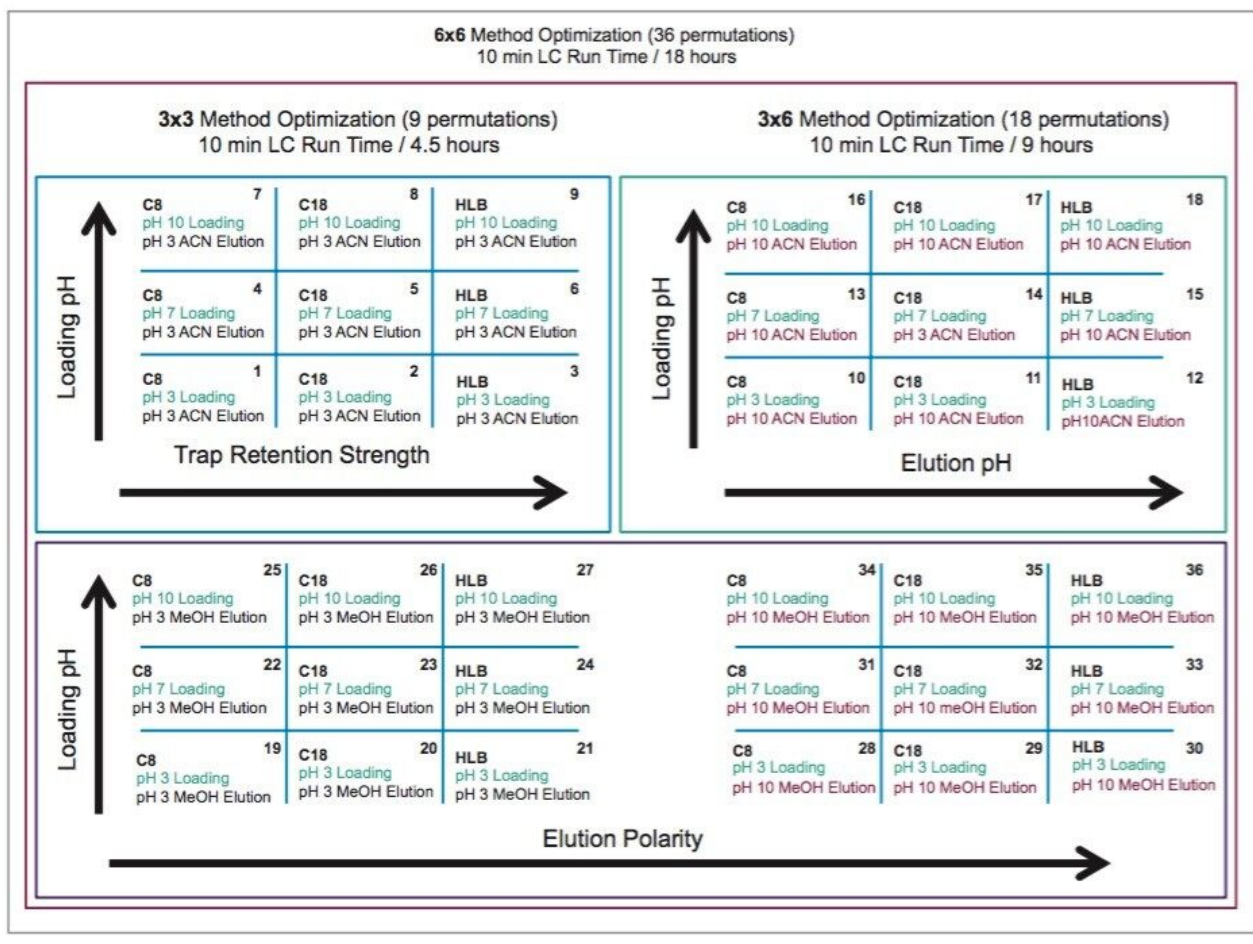 6x6 Method Optimization (36 permutations)
10 min LC Run Time / 18 hours
3x3 Method Optimization (9 permutations)
10 min LC Run Time / 4.5 hours
Loading pH
C8 7
pH 10 Loading
pH 3 ACN Elution
C18 8
pH 10 Loading
pH 3 ACN Elution
HLB 9
pH 10 Loading
pH 3 ACN Elution
C8 4
pH 7 Loading
pH 3 ACN Elution
C18 5
pH 7 Loading
pH 3 ACN Elution
HLB 6
pH 7 Loading
pH 3 ACN Elution
C8 1
pH 3 Loading
pH 3 ACN Elution
C18 2
pH 3 Loading
pH 3 ACN Elution
HLB 3
pH 3 Loading
pH 3 ACN Elution
Trap Retention Strength
3x6 Method Optimization (18 permutations)
10 min LC Run Time / 9 hours
Loading pH
C8 16
pH 10 Loading
pH 10 ACN Elution
C18 17
pH 10 Loading
pH 10 ACN Elution
HLB 18
pH 10 Loading
pH 10 ACN Elution
C8 13
pH 7 Loading
pH 10 ACN Elution
C18 14
pH 7 Loading
pH 3 ACN Elution
HLB 15
pH 7 Loading
pH 10 ACN Elution
C8 10
pH 3 Loading
pH 10 ACN Elution
C18 11
pH 3 Loading
pH 10 ACN Elution
HLB 12
pH 3 Loading
pH10ACN Elution
Elution pH
Loading pH
C8 25
pH 10 Loading
pH 3 MeOH Elution
C18 26
pH 10 Loading
pH 3 MeOH Elution
HLB 27
pH 10 Loading
pH 3 MeOH Elution
C8 34
pH 10 Loading
pH 10 MeOH Elution
C18 35
pH 10 Loading
pH 10 MeOH Elution
HLB 36
pH 10 Loading
pH 10 MeOH Elution
C8 22
pH 7 Loading
pH 3 MeOH Elution
C18 23
pH 7 Loading
pH 3 MeOH Elution
HLB 24
pH 7 Loading
pH 3 MeOH Elution
C8 31
pH 7 Loading
pH 10 MeOH Elution
C18 32
pH 7 Loading
pH 10 meOH Elution
HLB 33
pH 7 Loading
pH 10 MeOH Elution
C8 19
pH 3 Loading
pH 3 MeOH Elution
C18 20
pH 3 Loading
pH 3 MeOH Elution
HLB 21
pH 3 Loading
pH 3 MeOH Elution
C8 28
pH 3 Loading
pH 10 MeOH Elution
C18 29
pH 3 Loading
pH 10 MeOH Elution
HLB 30
pH 3 Loading
pH 10 MeOH Elution
Elution Polarity